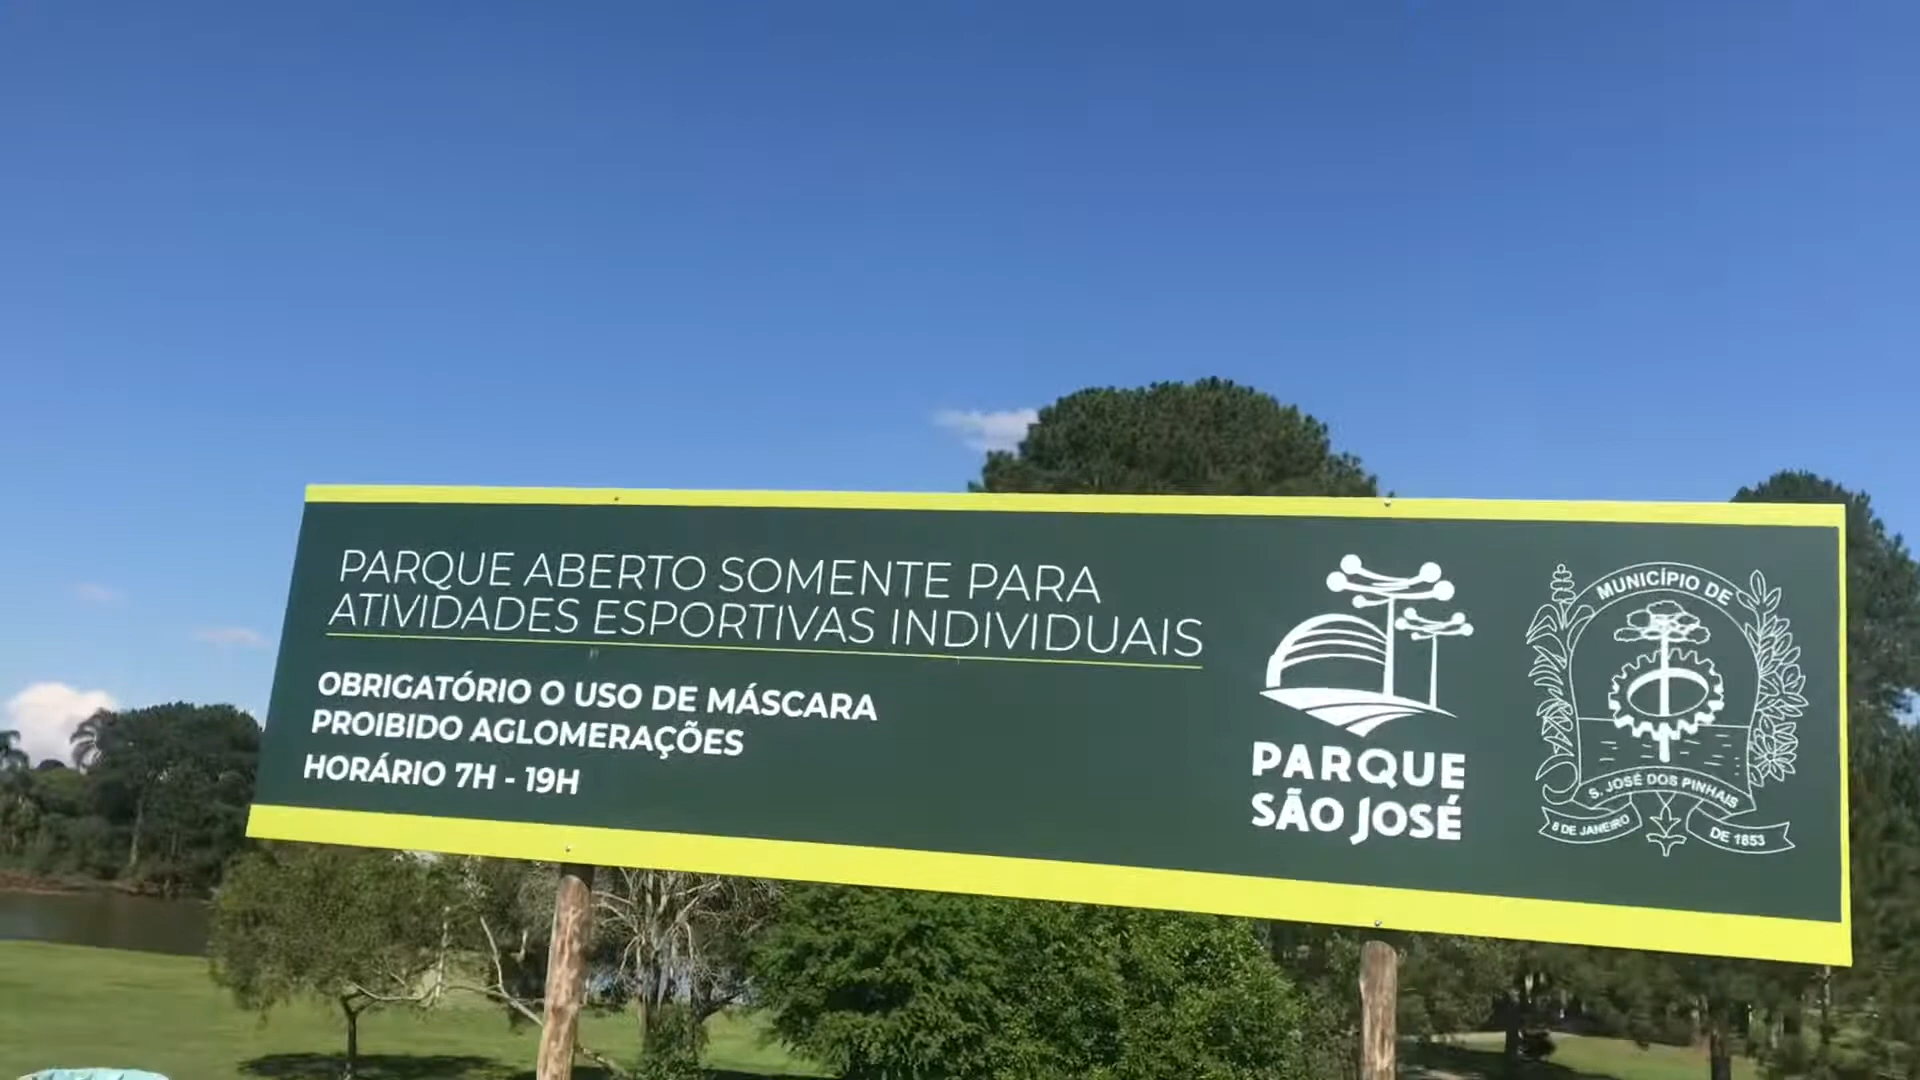 PARQUE ABERTO SOMENTE PARA
ATIVIDADES ESPORTIVAS INDIVIDUAIS
OBRIGATÓRIO O USO DE MÁSCARA
PROIBIDO AGLOMERAÇÕES
HORÁRIO 7H - 19H
PARQUE
SÃO JOSÉ
MUNICÍPIO DE
S. JOSÉ DOS PINHAIS
8 DE JANEIRO
DE 1853